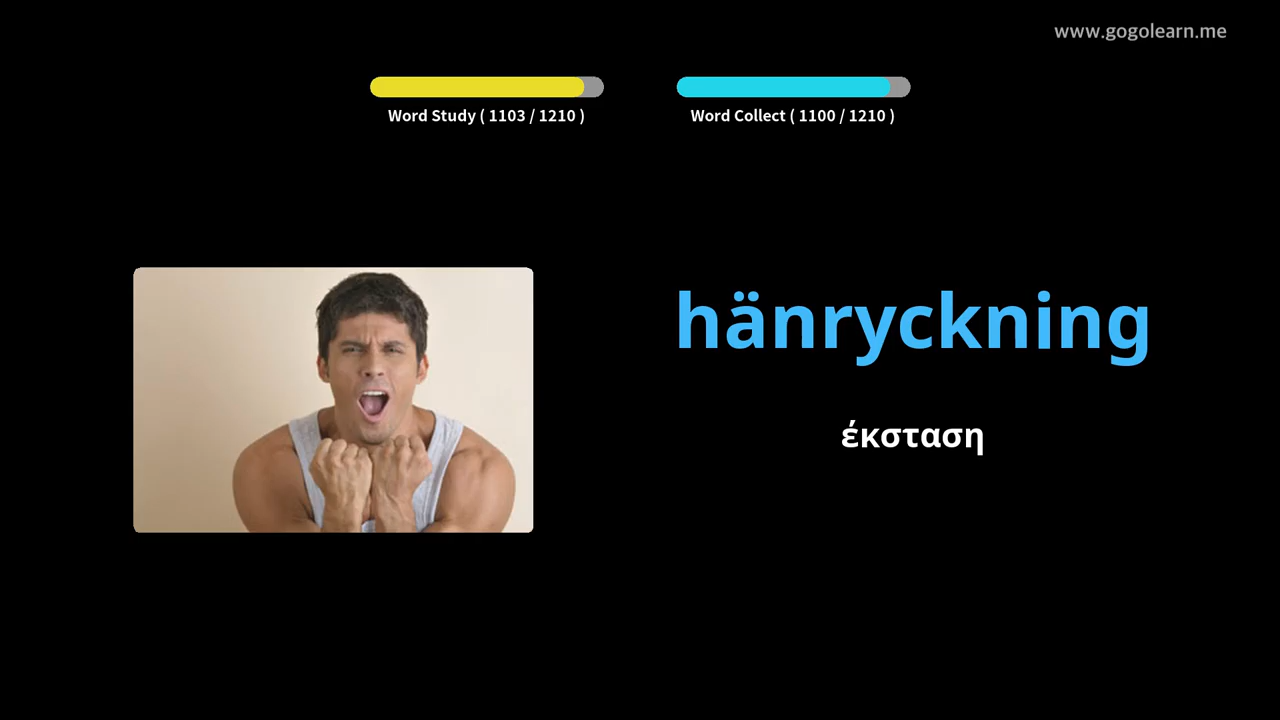 www.gogolearn.me
Word Study ( 1103 / 1210 )
Word Collect ( 1100 / 1210 )
hänryckning
έκσταση